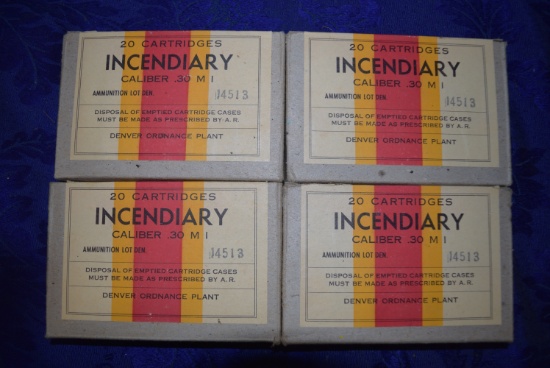 20 CARTRIDGES
INCENDIARY
CALIBER .30 M I
AMMUNITION LOT DEN. 14513
DISPOSAL OF EMPTIED CARTRIDGE CASES
MUST BE MADE AS PRESCRIBED BY A.R.
DENVER ORDNANCE PLANT
20 CARTRIDGES
INCENDIARY
CALIBER .30 M I
AMMUNITION LOT DEN. 14513
DISPOSAL OF EMPTIED CARTRIDGE CASES
MUST BE MADE AS PRESCRIBED BY A.R.
DENVER ORDNANCE PLANT
20 CARTRIDGES
INCENDIARY
CALIBER .30 M I
AMMUNITION LOT DEN. 14513
DISPOSAL OF EMPTIED CARTRIDGE CASES
MUST BE MADE AS PRESCRIBED BY A.R.
DENVER ORDNANCE PLANT
20 CARTRIDGES
INCENDIARY
CALIBER .30 M I
AMMUNITION LOT DEN. 14513
DISPOSAL OF EMPTIED CARTRIDGE CASES
MUST BE MADE AS PRESCRIBED BY A.R.
DENVER ORDNANCE PLANT